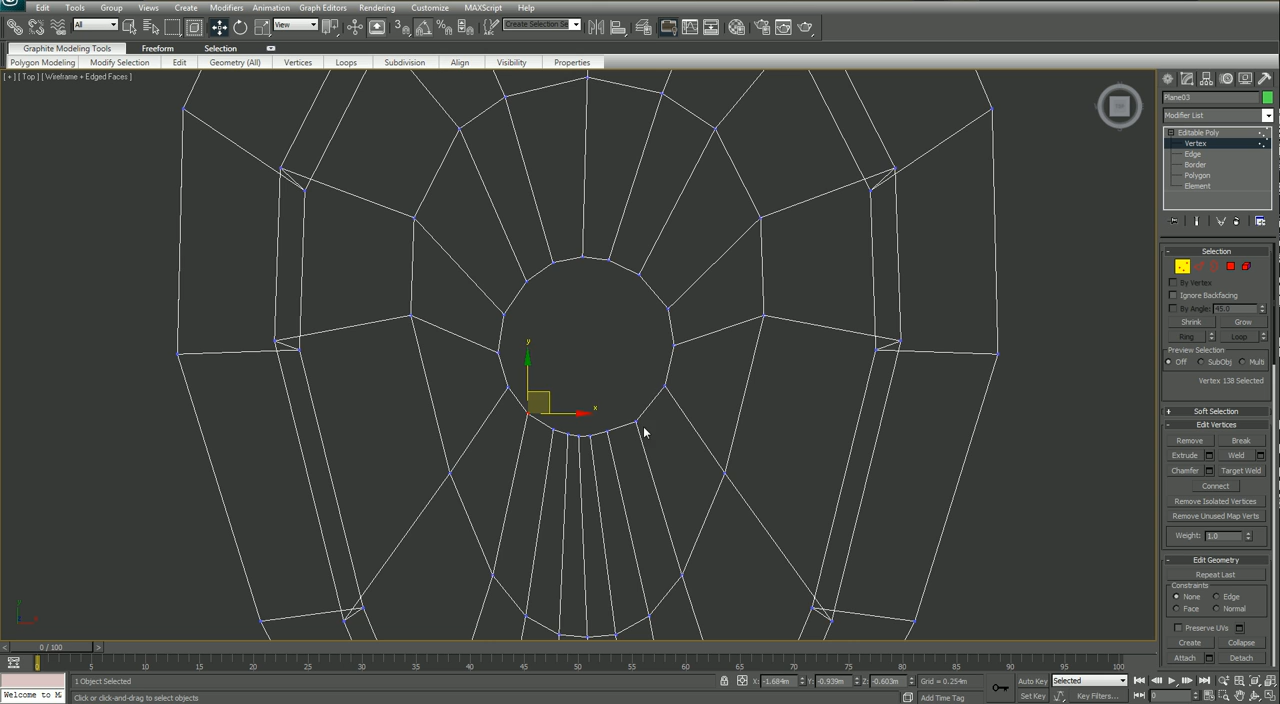 Edit Tools Group Views Create Modifiers Animation Graph Editors Rendering Customize MAXScript Help
All View Create Selection Se
Graphite Modeling Tools Freeform Selection
Polygon Modeling Modify Selection Edit Geometry (All) Vertices Loops Subdivision Align Visibility Properties
[ + ] [ Top ] [ Wireframe + Edged Faces ]
TOP
Plane03
Modifier List
Editable Poly
Vertex
Edge
Border
Polygon
Element
- Selection
By Vertex
Ignore Backfacing
By Angle: 45.0
Shrink Grow
Ring Loop
Preview Selection
Off SubObj Multi
Vertex 138 Selected
+ Soft Selection
- Edit Vertices
Remove Break
Extrude Weld
Chamfer Target Weld
Connect
Remove Isolated Vertices
Remove Unused Map Verts
Weight: 1.0
- Edit Geometry
Repeat Last
Constraints
None Edge
Face Normal
Preserve UVs
Create Collapse
Attach Detach
y
x
< 0 / 100 >
0 5 10 15 20 25 30 35 40 45 50 55 60 65 70 75 80 85 90 95 100
1 Object Selected X: -1.684m Y: -0.939m Z: -0.603m Grid = 0.254m Auto Key Selected
Welcome to M Click or click-and-drag to select objects Add Time Tag Set Key Key Filters... 0